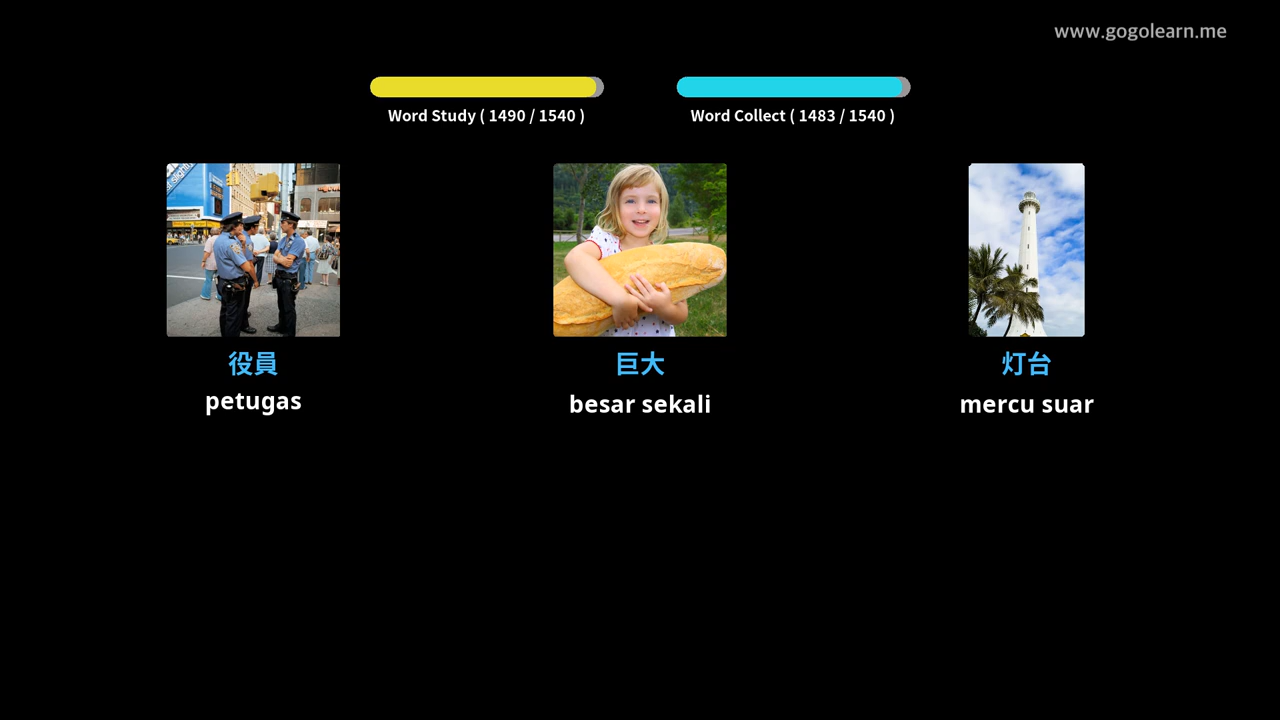 www.gogolearn.me
Word Study ( 1490 / 1540 )
Word Collect ( 1483 / 1540 )
役員
巨大
灯台
petugas
besar sekali
mercu suar